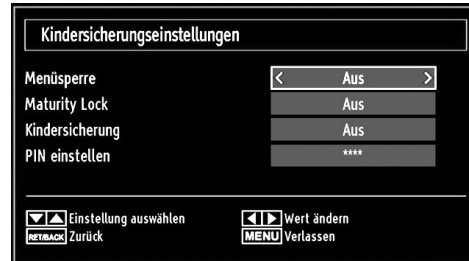 Kindersicherungseinstellungen
Menüsperre < Aus >
Maturity Lock Aus
Kindersicherung Aus
PIN einstellen ****
Einstellung auswählen Wert ändern
RET/BACK Zurück MENU Verlassen